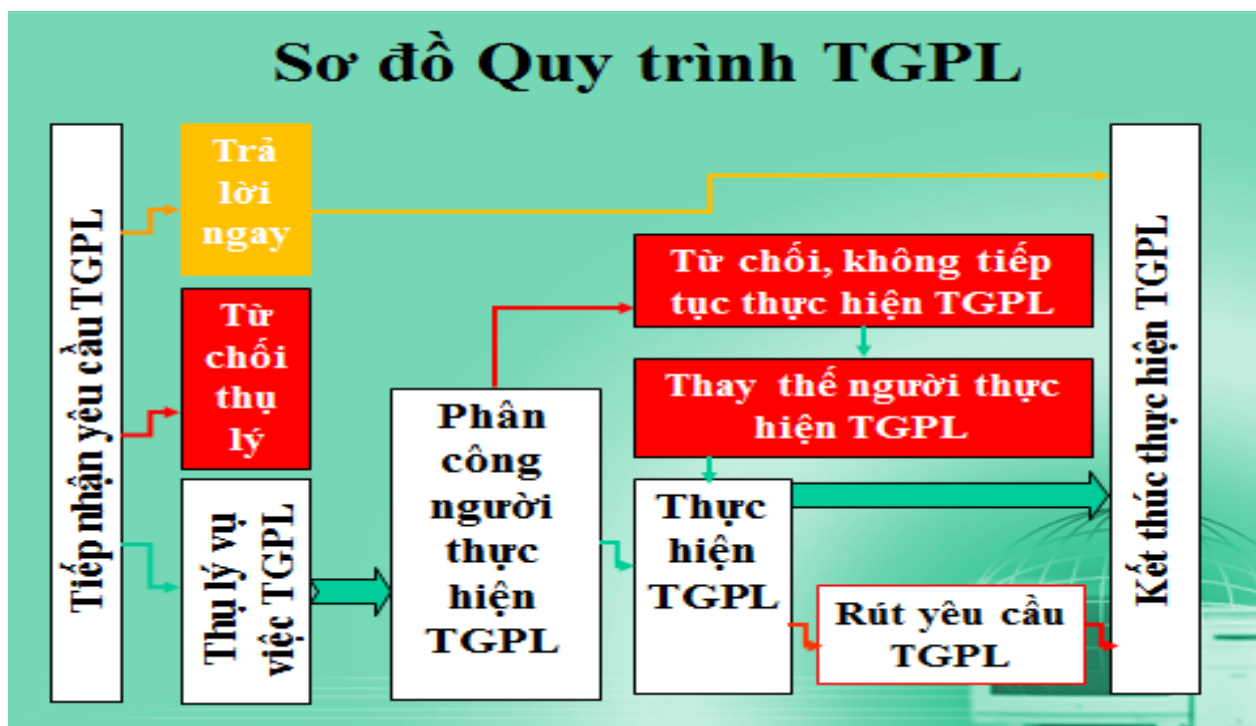 Sơ đồ Quy trình TGPL
Tiếp nhận yêu cầu TGPL
Trả
lời
ngay
Từ
chối
thụ
lý
Thụ lý vụ
việc TGPL
Phân
công
người
thực
hiện
TGPL
Từ chối, không tiếp
tục thực hiện TGPL
Thay thế người thực
hiện TGPL
Thực
hiện
TGPL
Rút yêu cầu
TGPL
Kết thúc thực hiện TGPL